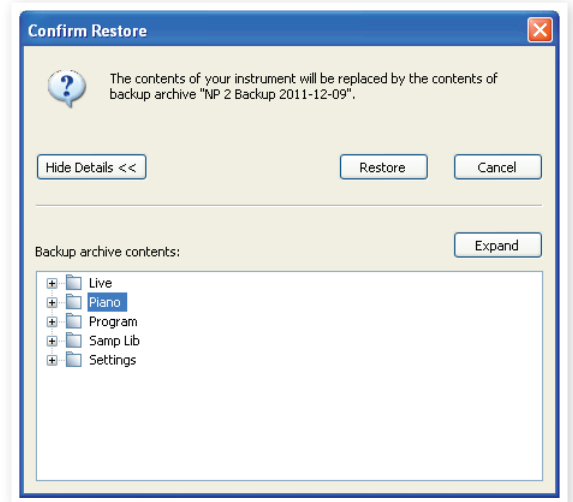 Confirm Restore
The contents of your instrument will be replaced by the contents of
backup archive "NP 2 Backup 2011-12-09".
Hide Details <<
Restore
Cancel
Expand
Backup archive contents:
Live
Piano
Program
Samp Lib
Settings